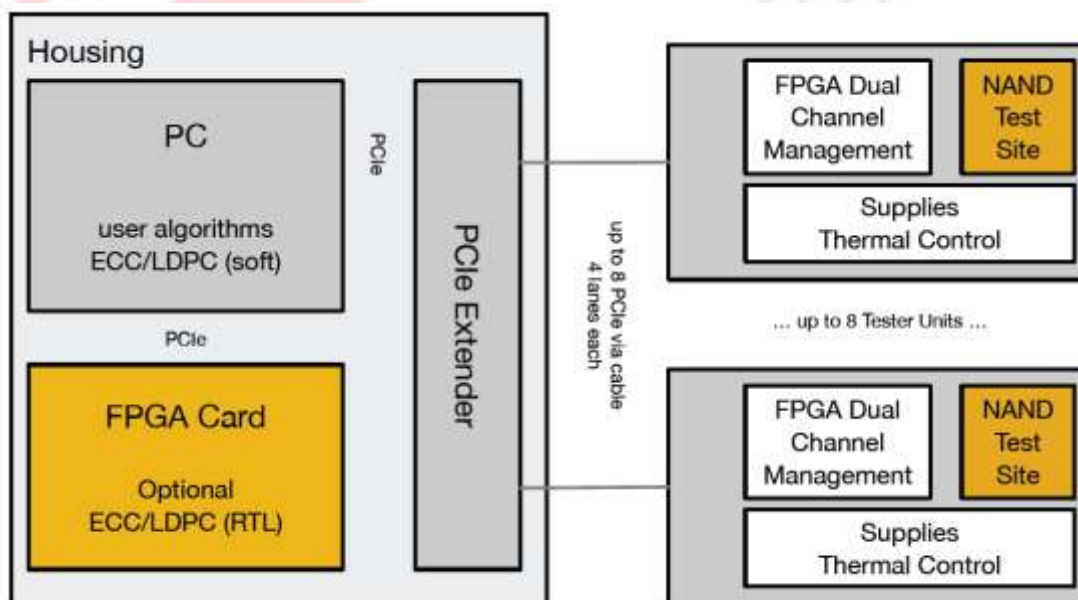 Housing
PC
user algorithms
ECC/LDPC (soft)
PCIe
PCIe
FPGA Card
Optional
ECC/LDPC (RTL)
PCIe Extender
up to 8 PCIe via cable
4 lanes each
FPGA Dual
Channel
Management
NAND
Test
Site
Supplies
Thermal Control
... up to 8 Tester Units ...
FPGA Dual
Channel
Management
NAND
Test
Site
Supplies
Thermal Control